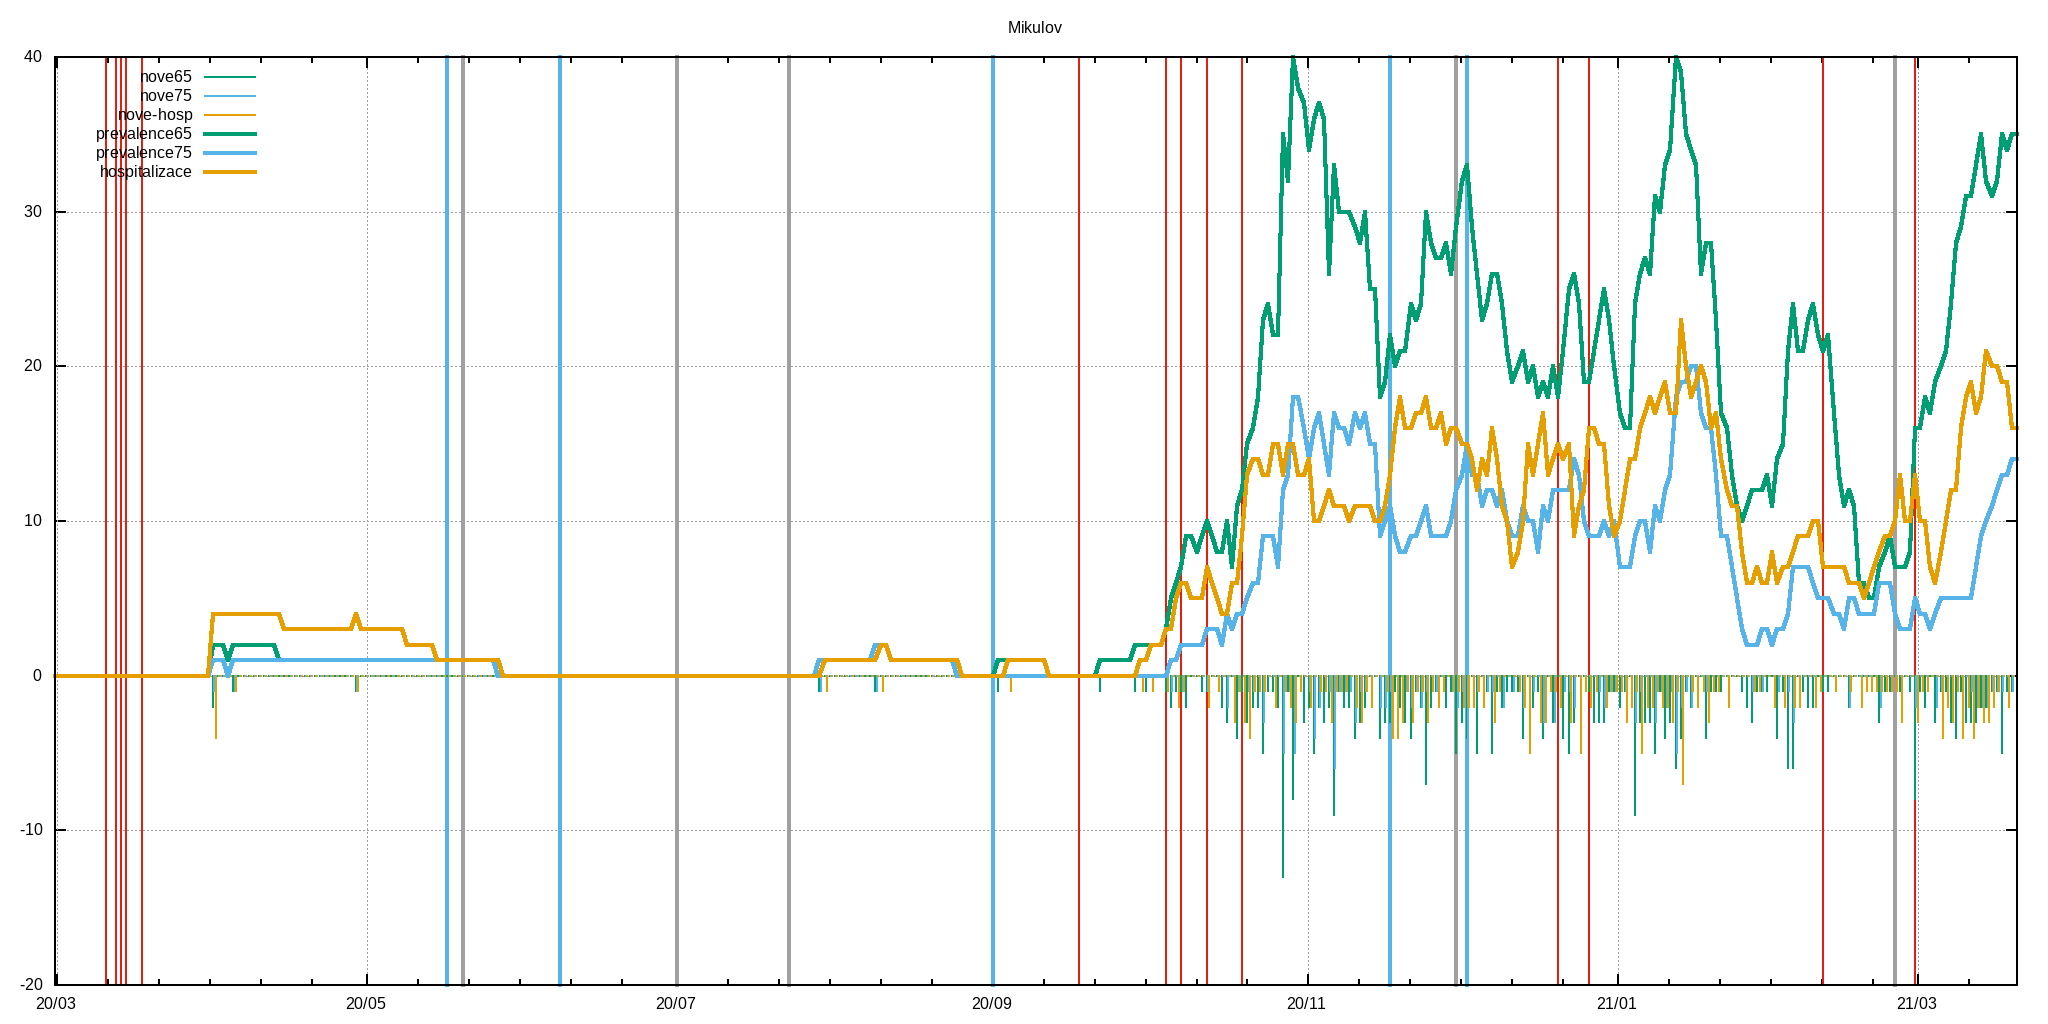 Mikulov
40
nove65
nove75
nove-hosp
prevalence65
prevalence75
hospitalizace
30
20
10
0
-10
-20
20/03 20/05 20/07 20/09 20/11 21/01 21/03